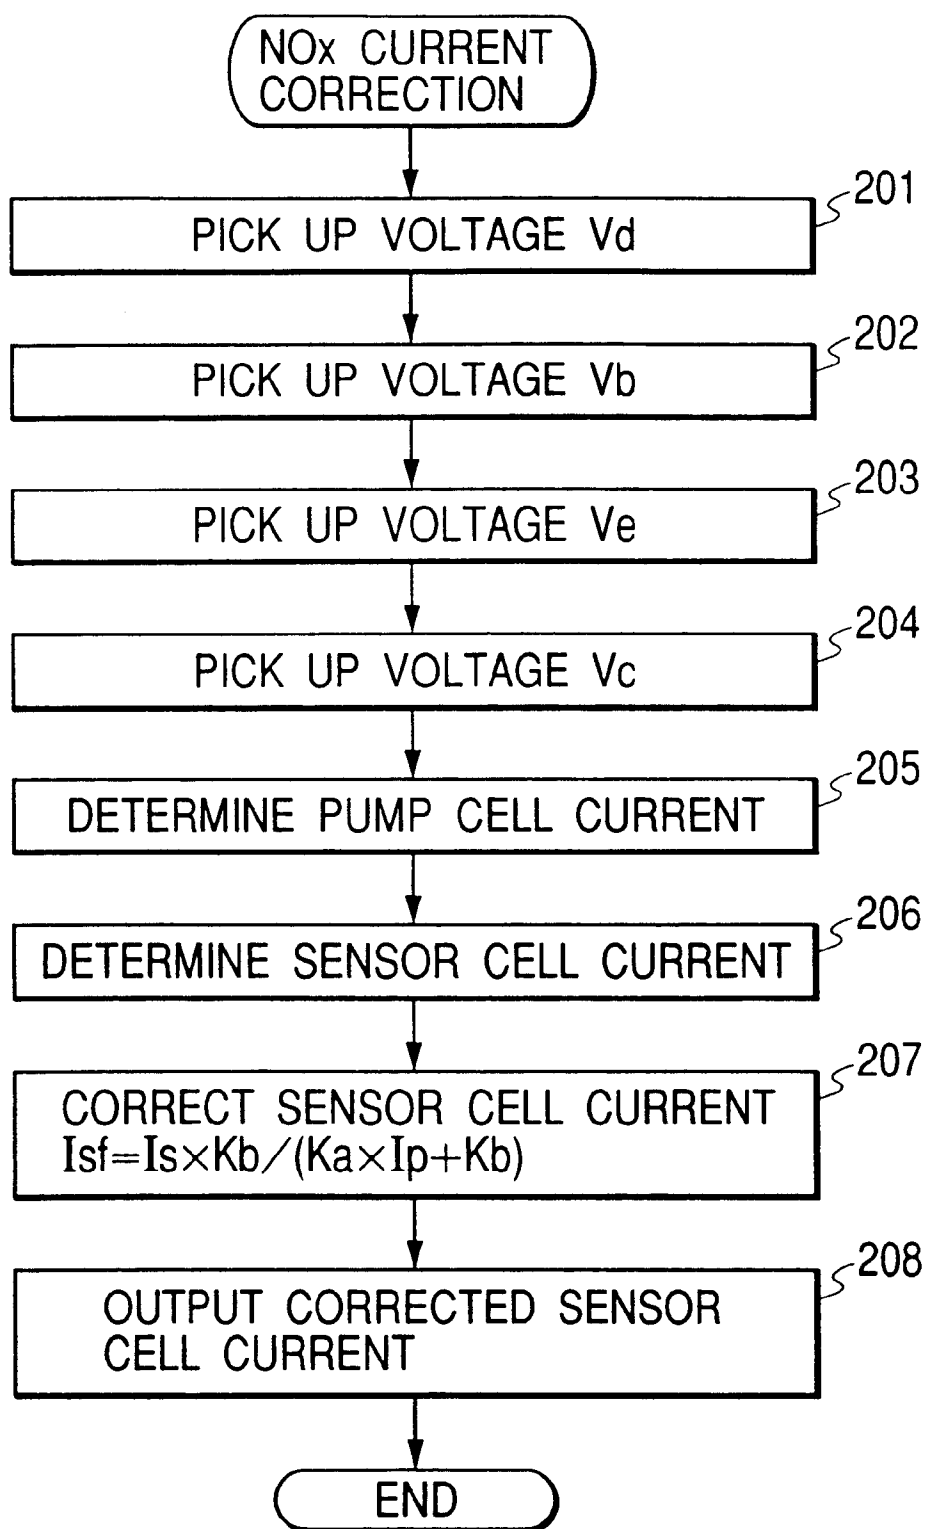 NOx CURRENT
CORRECTION
201
PICK UP VOLTAGE Vd
202
PICK UP VOLTAGE Vb
203
PICK UP VOLTAGE Ve
204
PICK UP VOLTAGE Vc
205
DETERMINE PUMP CELL CURRENT
206
DETERMINE SENSOR CELL CURRENT
207
CORRECT SENSOR CELL CURRENT
Isf=Is×Kb/(Ka×Ip+Kb)
208
OUTPUT CORRECTED SENSOR
CELL CURRENT
END